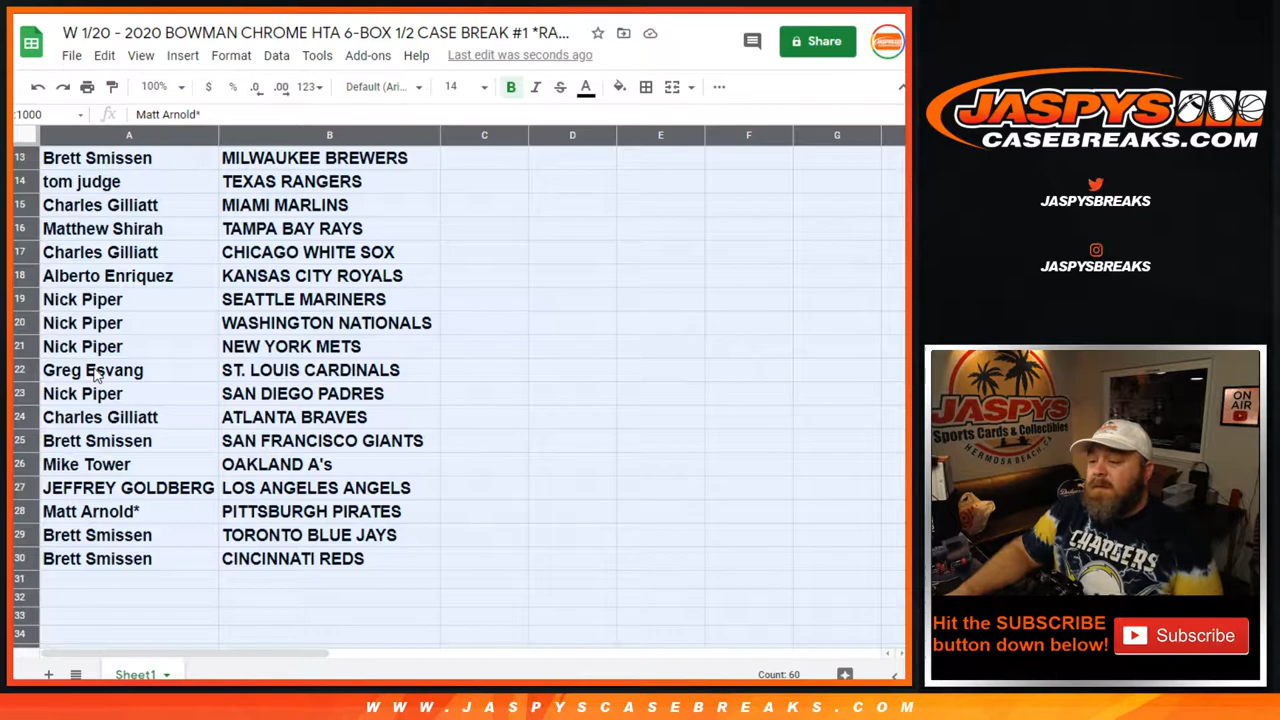 W 1/20 - 2020 BOWMAN CHROME HTA 6-BOX 1/2 CASE BREAK #1 *RA...
File Edit View Insert Format Data Tools Add-ons Help Last edit was seconds ago
Share
100% $ % .0 .00 123 Default (Ari... 14 B I S A
:1000 fx Matt Arnold*
A B C D E F G
13 Brett Smissen MILWAUKEE BREWERS
14 tom judge TEXAS RANGERS
15 Charles Gilliatt MIAMI MARLINS
16 Matthew Shirah TAMPA BAY RAYS
17 Charles Gilliatt CHICAGO WHITE SOX
18 Alberto Enriquez KANSAS CITY ROYALS
19 Nick Piper SEATTLE MARINERS
20 Nick Piper WASHINGTON NATIONALS
21 Nick Piper NEW YORK METS
22 Greg Esvang ST. LOUIS CARDINALS
23 Nick Piper SAN DIEGO PADRES
24 Charles Gilliatt ATLANTA BRAVES
25 Brett Smissen SAN FRANCISCO GIANTS
26 Mike Tower OAKLAND A's
27 JEFFREY GOLDBERG LOS ANGELES ANGELS
28 Matt Arnold* PITTSBURGH PIRATES
29 Brett Smissen TORONTO BLUE JAYS
30 Brett Smissen CINCINNATI REDS
31
32
33
34
Sheet1
Count: 60
JASPYS
CASEBREAKS.COM
JASPYSBREAKS
JASPYSBREAKS
JASPYS
Sports Cards & Collectibles
HERMOSA BEACH, CA
ON AIR
CHARGERS
Hit the SUBSCRIBE
button down below!
Subscribe
WWW.JASPYSCASEBREAKS.COM